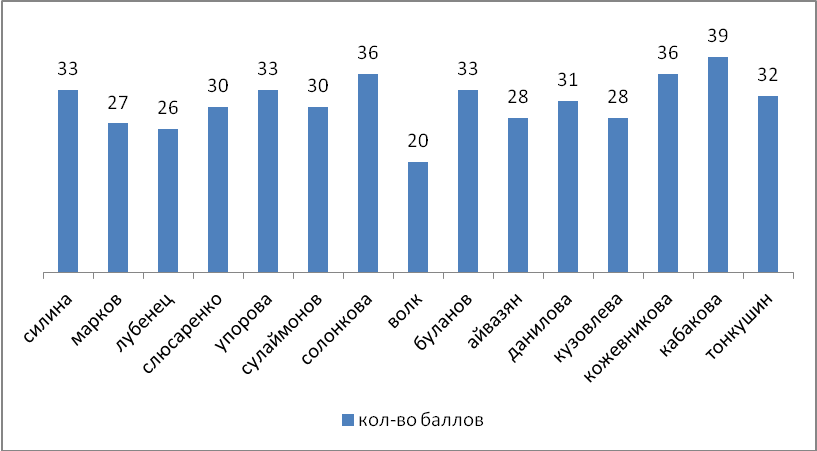 33
27
26
30
33
30
36
20
33
28
31
28
36
39
32
силина
марков
лубенец
слюсаренко
упорова
сулаймонов
солонкова
волк
буланов
айвазян
данилова
кузовлева
кожевникова
кабакова
тонкушин
кол-во баллов